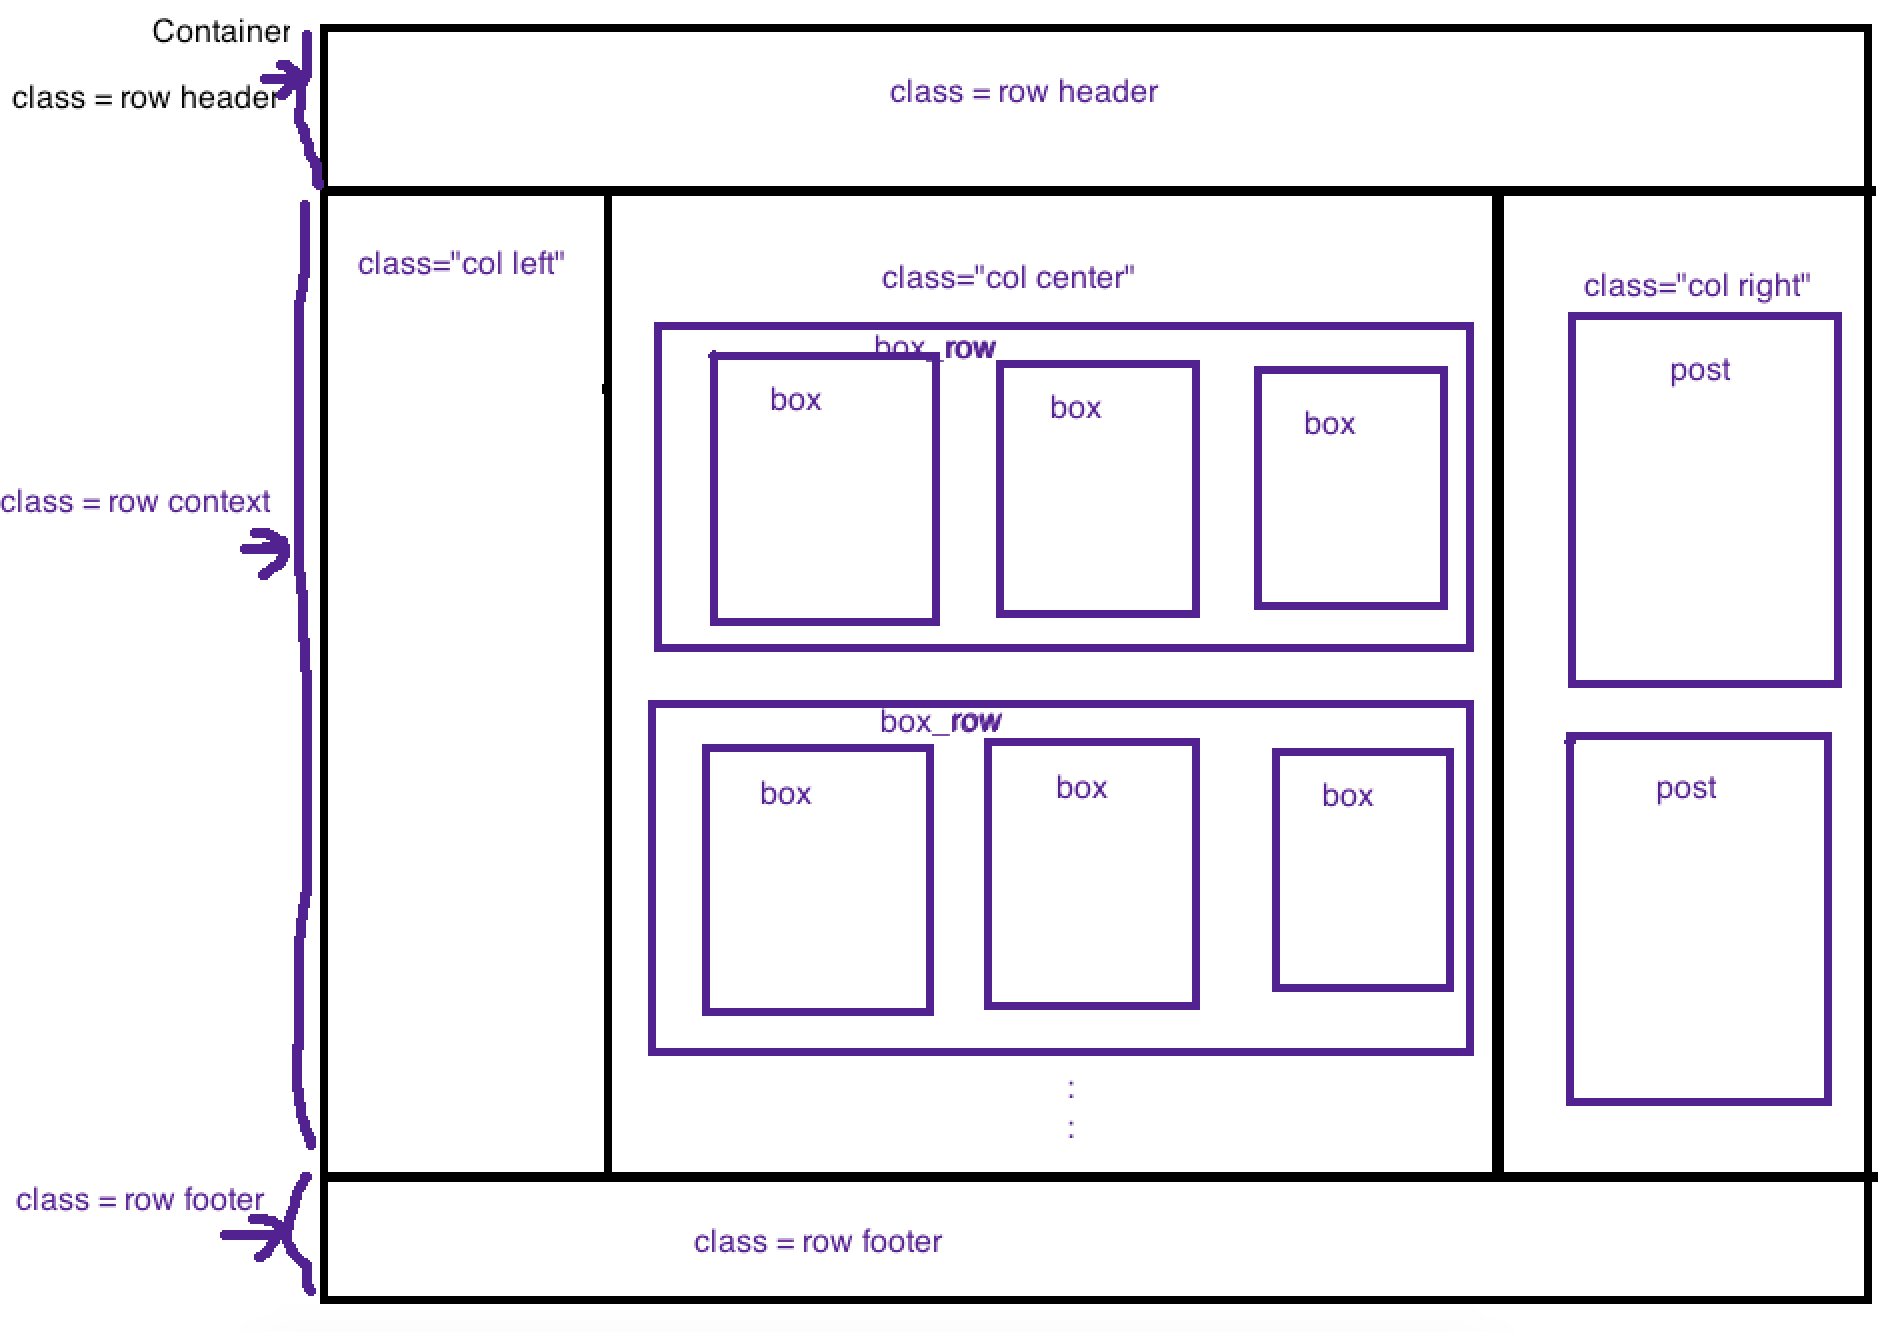 Container
class = row header
class = row header
class="col left"
class="col center"
class="col right"
box_row
box
box
box
post
class = row context
box_row
box
box
box
post
:
:
class = row footer
class = row footer